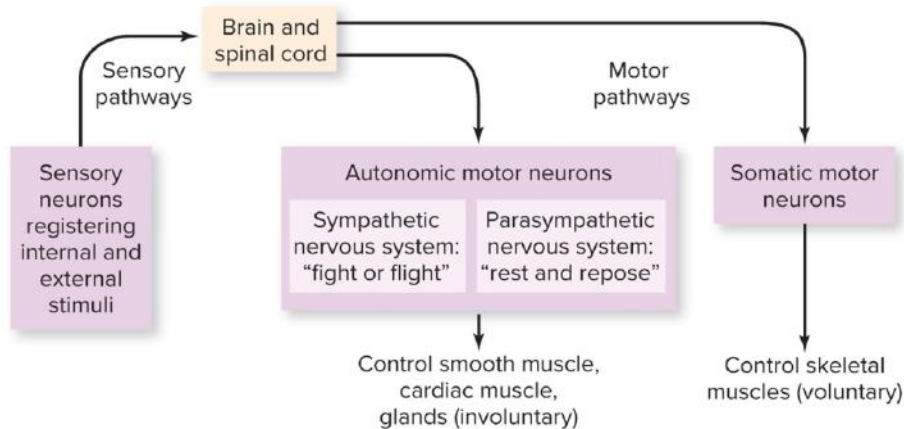 Brain and
spinal cord
Sensory
pathways
Motor
pathways
Sensory
neurons
registering
internal and
external
stimuli
Autonomic motor neurons
Sympathetic
nervous system:
“fight or flight”
Parasympathetic
nervous system:
“rest and repose”
Somatic motor
neurons
Control smooth muscle,
cardiac muscle,
glands (involuntary)
Control skeletal
muscles (voluntary)